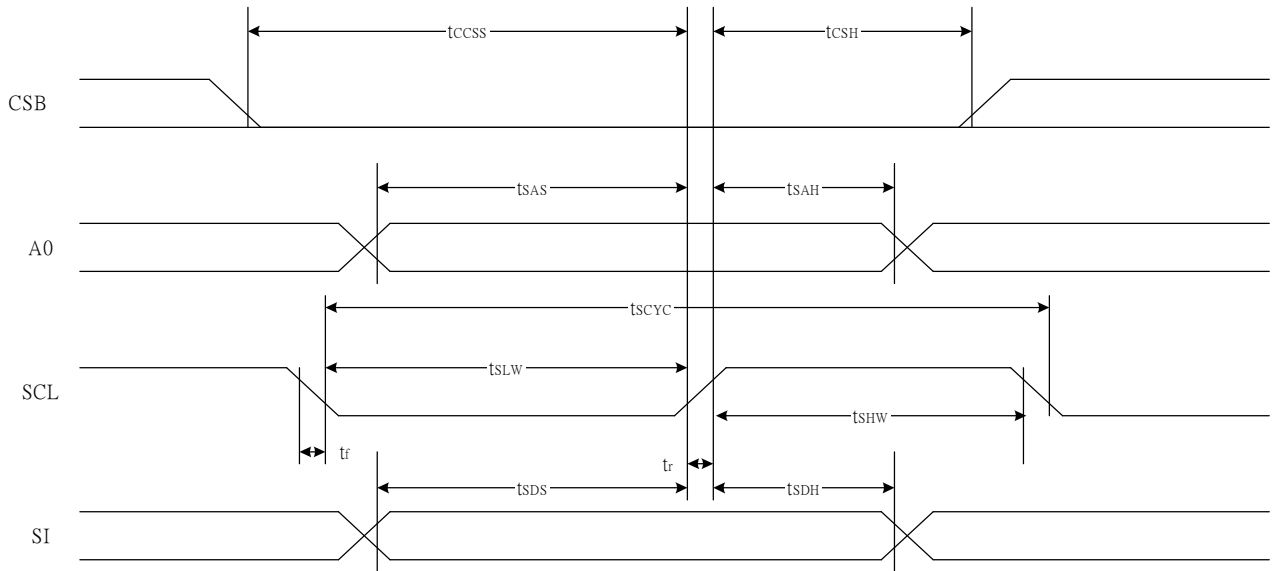 tCCSS tCSH
CSB
tSAS tSAH
A0
tSCYC
tSLW
SCL
tSHW
tf
tr
tSDS tSDH
SI